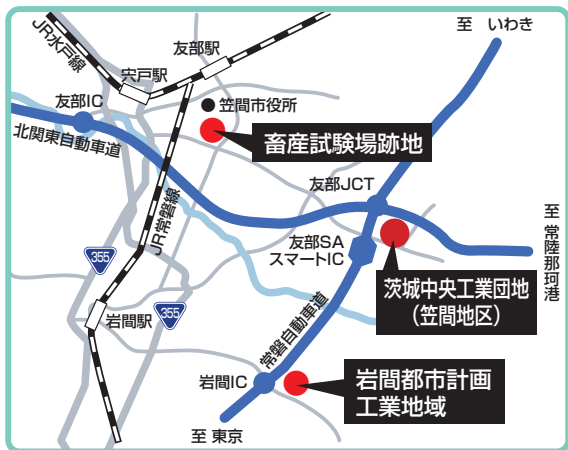 至 いわき
JR水戸線
友部駅
宍戸駅
友部IC
笠間市役所
北関東自動車道
畜産試験場跡地
JR常磐線
友部JCT
至 常陸那珂港
友部SA
スマートIC
355
茨城中央工業団地
（笠間地区）
岩間駅
355
常磐自動車道
岩間IC
岩間都市計画
工業地域
至 東京